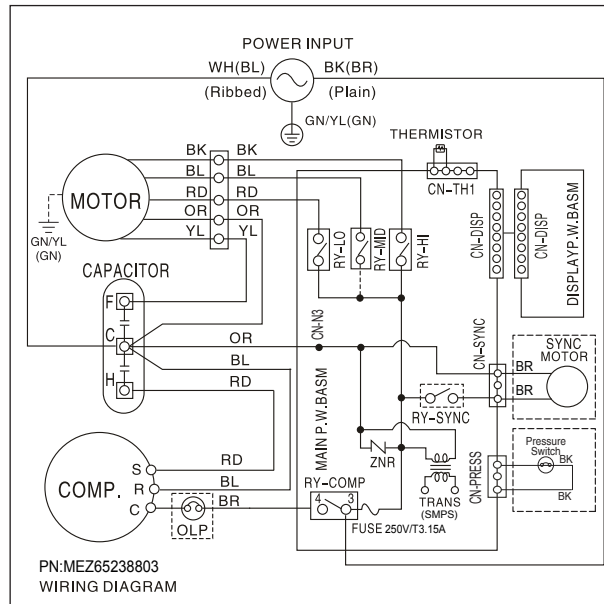 POWER INPUT
WH(BL)
BK(BR)
(Ribbed)
(Plain)
GN/YL(GN)
THERMISTOR
CN-TH1
BK
BK
BL
BL
RD
RD
OR
OR
YL
YL
MOTOR
GN/YL
(GN)
RY-LO
RY-MID
RY-HI
CN-DISP
CN-DISP
DISPLAYP.W.BASM
CAPACITOR
F
C
H
OR
BL
RD
CN-N3
MAIN P.W.BASM
CN-SYNC
SYNC
MOTOR
BR
BR
RY-SYNC
ZNR
TRANS
(SMPS)
CN-PRESS
Pressure
Switch
BK
BK
COMP.
S
R
C
RD
BL
BR
OLP
RY-COMP
4
3
FUSE 250V/T3.15A
PN:MEZ65238803
WIRING DIAGRAM